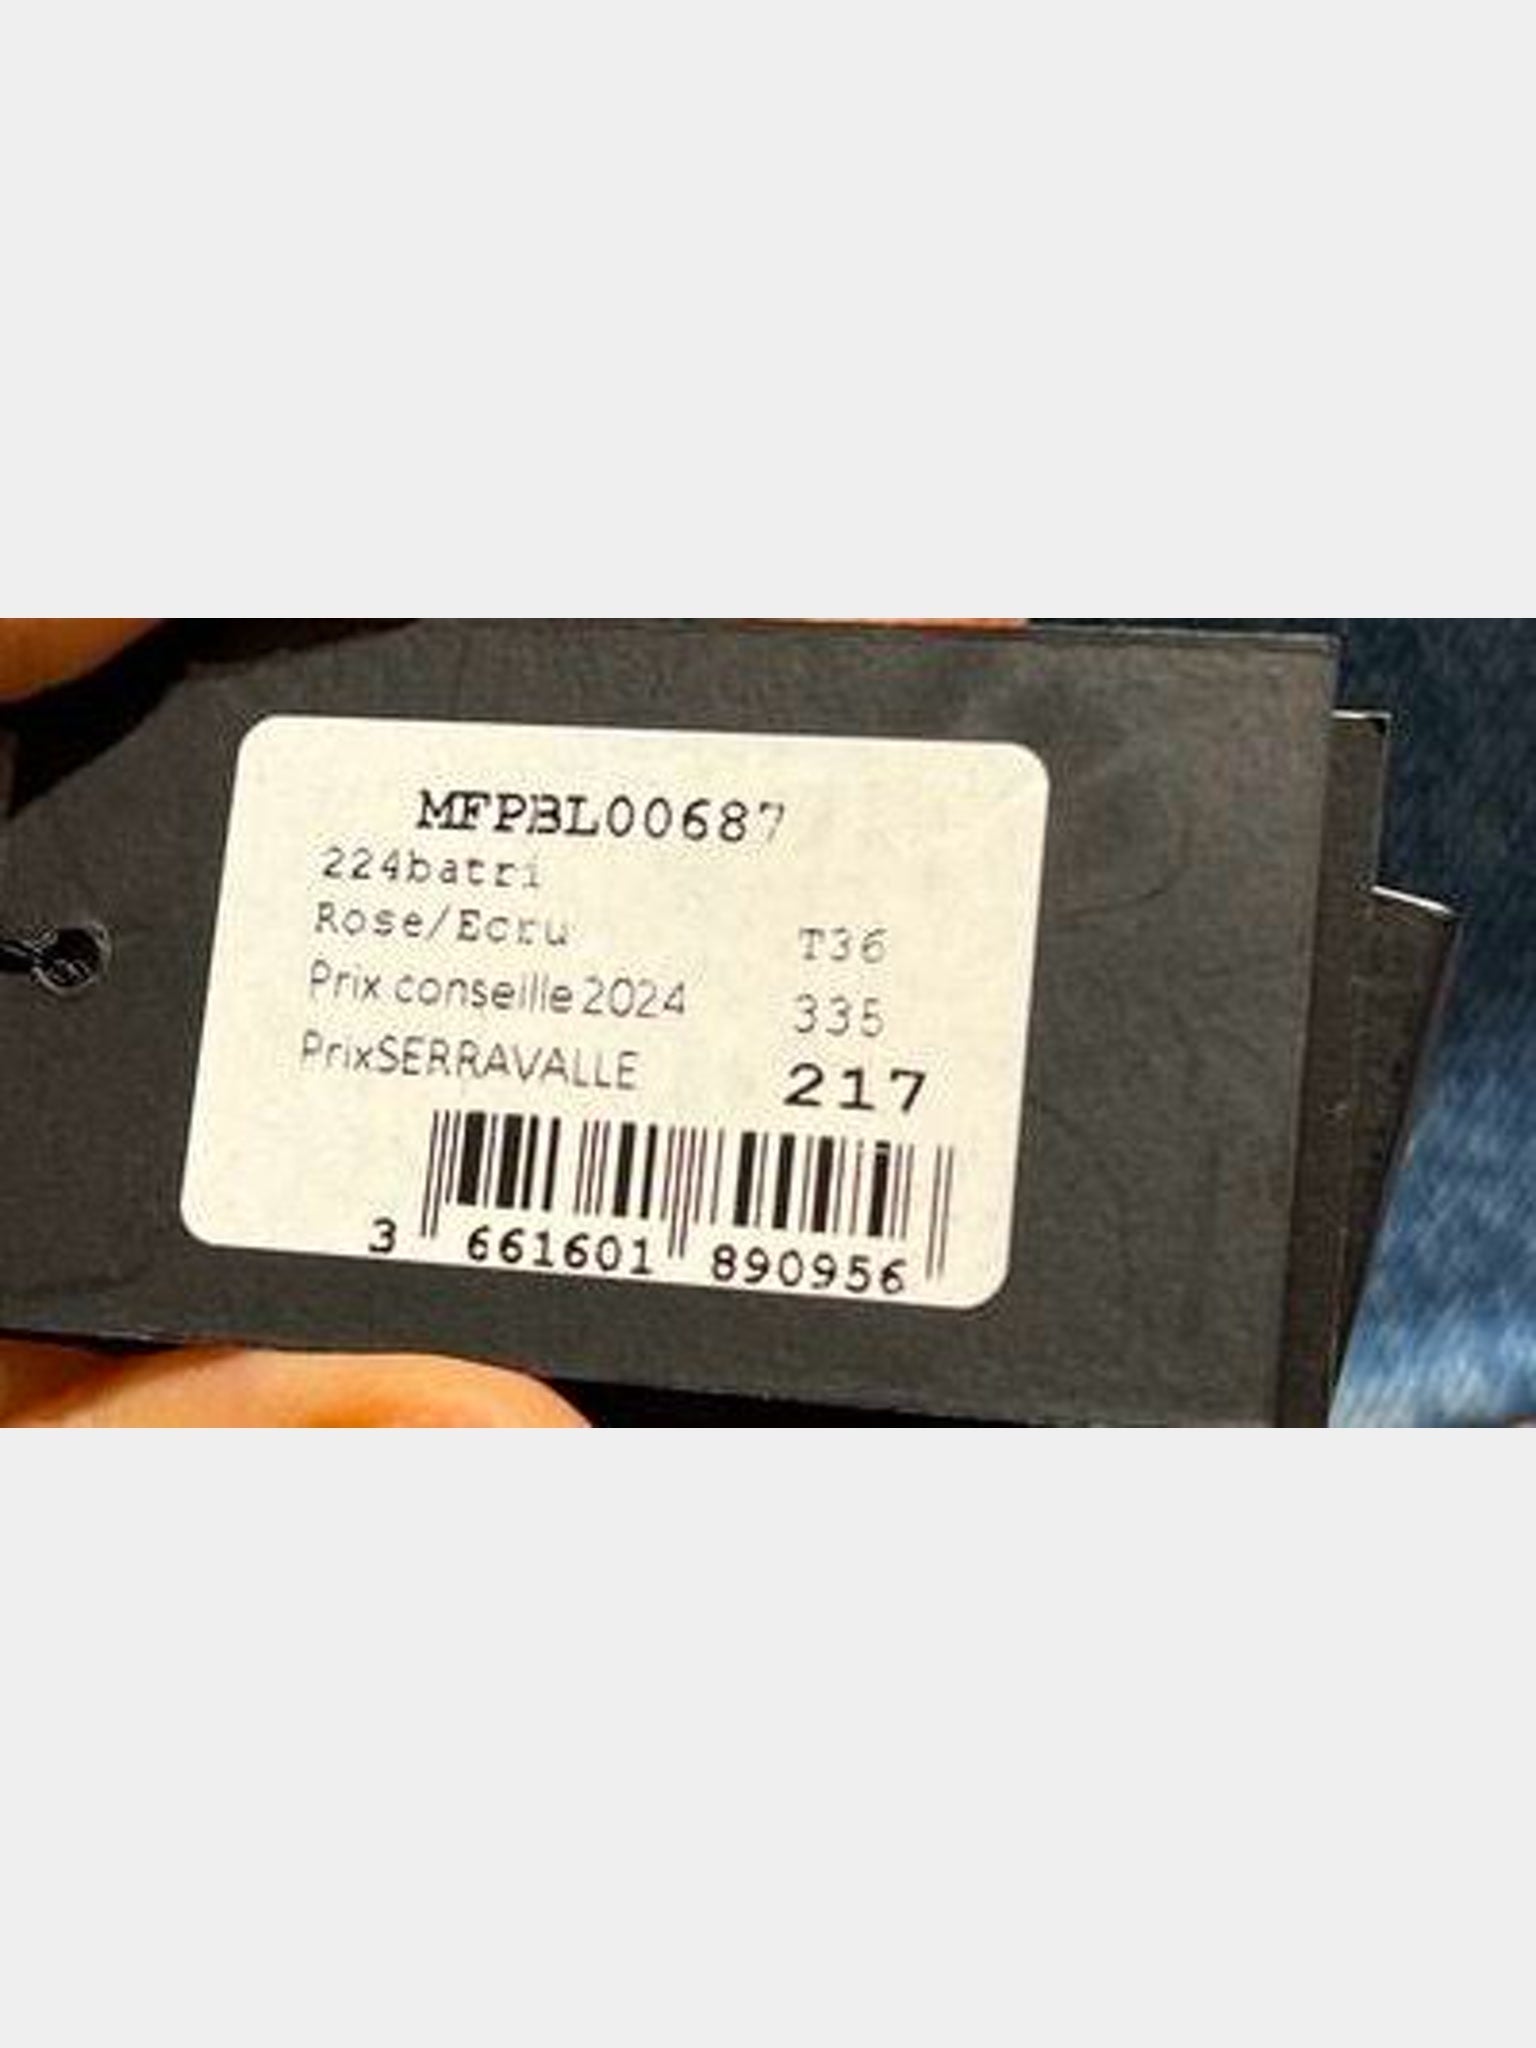 MFPBL00687
224batri
Rose/Ecru T36
Prix conseille 2024 335
PrixSERRAVALLE 217
3 661601 890956